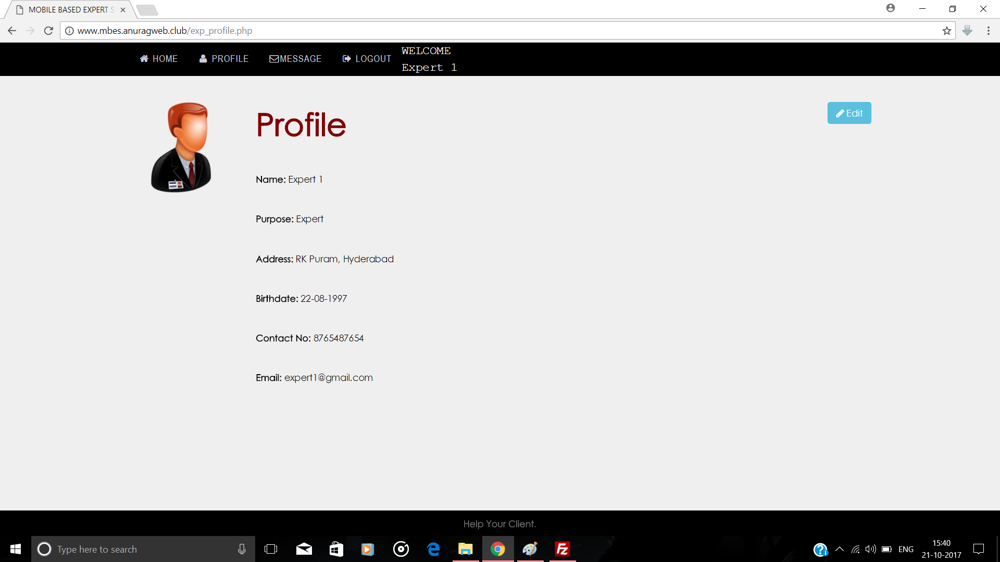 MOBILE BASED EXPERT S
www.mbes.anuragweb.club/exp_profile.php
HOME PROFILE MESSAGE LOGOUT
WELCOME
Expert 1
Profile
Edit
Name: Expert 1
Purpose: Expert
Address: RK Puram, Hyderabad
Birthdate: 22-08-1997
Contact No: 8765487654
Email: expert1@gmail.com
Help Your Client.
Type here to search
ENG
15:40
21-10-2017